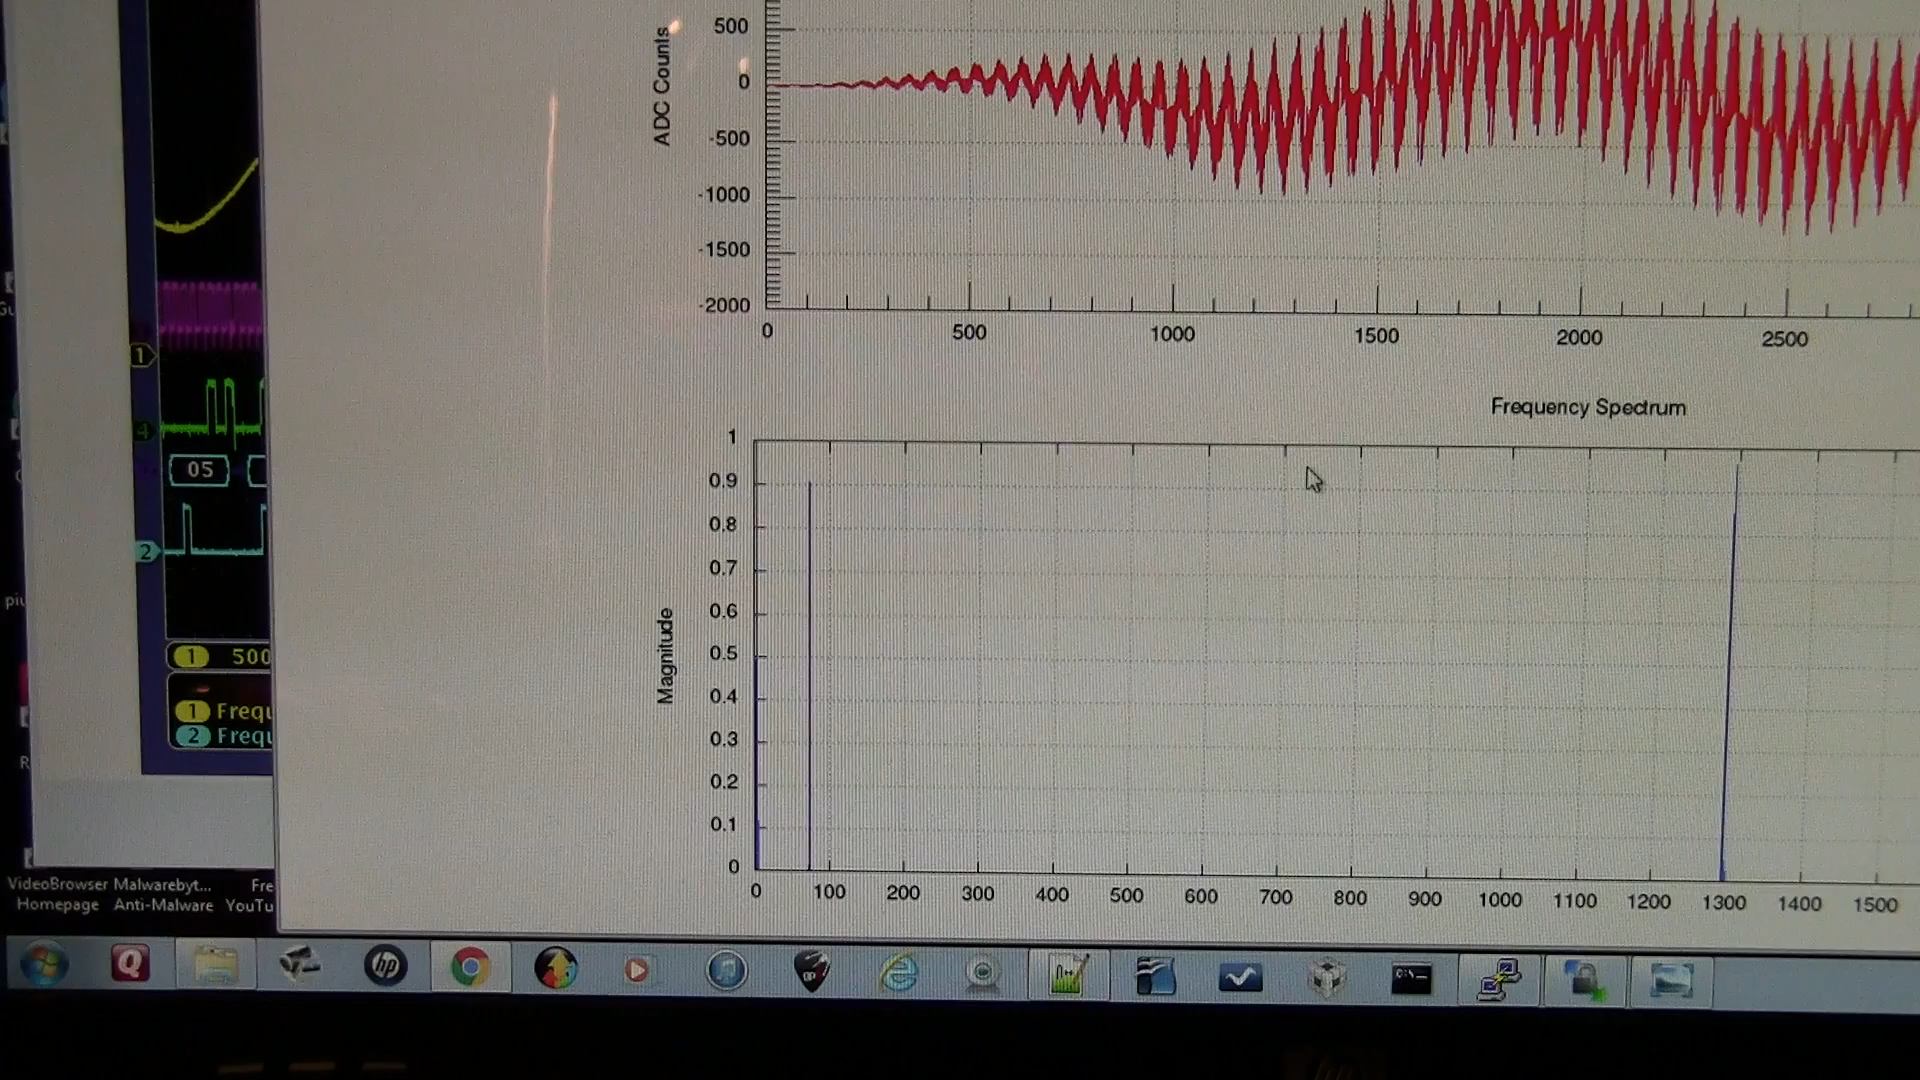 500
0
-500
-1000
-1500
-2000
ADC Counts
0 500 1000 1500 2000 2500
Frequency Spectrum
1
0.9
0.8
0.7
0.6
0.5
0.4
0.3
0.2
0.1
0
Magnitude
0 100 200 300 400 500 600 700 800 900 1000 1100 1200 1300 1400 1500
1
4
05
2
1 500
1 Frequ
2 Frequ
VideoBrowser Malwarebyt... Fre
Homepage Anti-Malware YouTu
Q
hp
C:\_